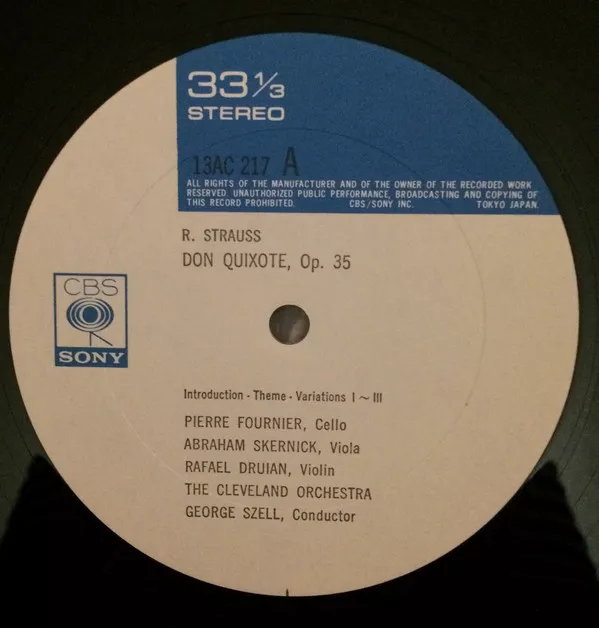 33 1/3
STEREO
13AC 217 A
ALL RIGHTS OF THE MANUFACTURER AND OF THE OWNER OF THE RECORDED WORK
RESERVED. UNAUTHORIZED PUBLIC PERFORMANCE, BROADCASTING AND COPYING OF
THIS RECORD PROHIBITED. CBS/SONY INC. TOKYO JAPAN.
R. STRAUSS
DON QUIXOTE, Op. 35
CBS
SONY
Introduction - Theme - Variations I ~ III
PIERRE FOURNIER, Cello
ABRAHAM SKERNICK, Viola
RAFAEL DRUIAN, Violin
THE CLEVELAND ORCHESTRA
GEORGE SZELL, Conductor